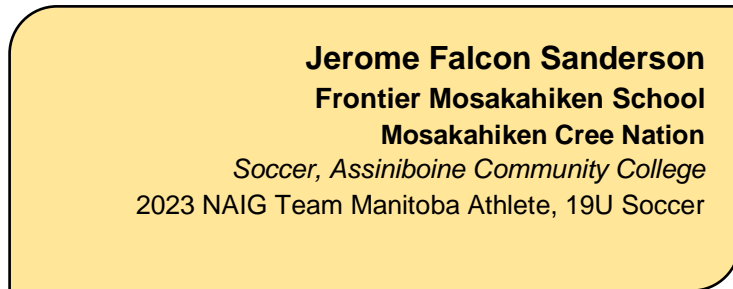 Jerome Falcon Sanderson
Frontier Mosakahiken School
Mosakahiken Cree Nation
Soccer, Assiniboine Community College
2023 NAIG Team Manitoba Athlete, 19U Soccer